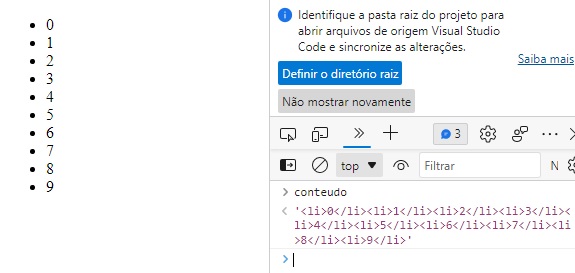 0
1
2
3
4
5
6
7
8
9
Identifique a pasta raiz do projeto para
abrir arquivos de origem Visual Studio
Code e sincronize as alterações.
Saiba mais
Definir o diretório raiz
Não mostrar novamente
3
top
Filtrar
N
conteudo
'<li>0</li><li>1</li><li>2</li><li>3</li><
li>4</li><li>5</li><li>6</li><li>7</li><li
>8</li><li>9</li>'